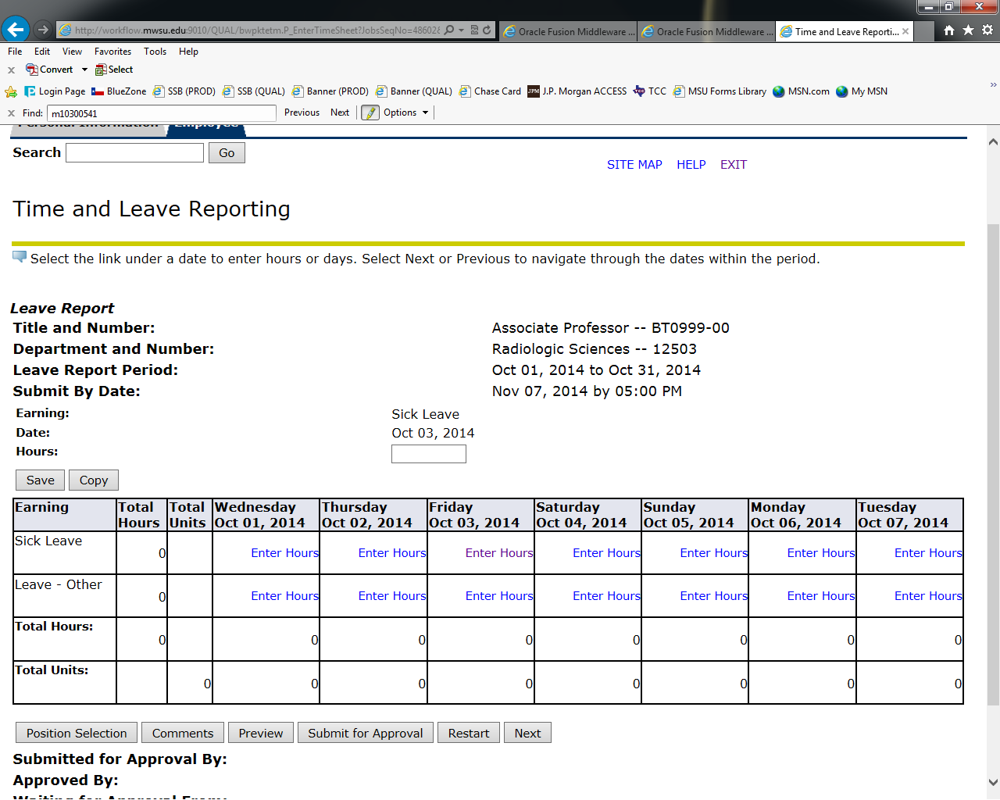 http://workflow.mwsu.edu:9010/QUAL/bwpktetm.P_EnterTimeSheet?JobsSeqNo=48602 Oracle Fusion Middleware ... Oracle Fusion Middleware ... Time and Leave Reporti...
File Edit View Favorites Tools Help
x Convert Select
Login Page BlueZone SSB (PROD) SSB (QUAL) Banner (PROD) Banner (QUAL) Chase Card JPM J.P. Morgan ACCESS TCC MSU Forms Library MSN.com My MSN
x Find: m10300541 Previous Next Options
Personal Information Employee
Search Go
SITE MAP HELP EXIT
Time and Leave Reporting
Select the link under a date to enter hours or days. Select Next or Previous to navigate through the dates within the period.
Leave Report
Title and Number: Associate Professor -- BT0999-00
Department and Number: Radiologic Sciences -- 12503
Leave Report Period: Oct 01, 2014 to Oct 31, 2014
Submit By Date: Nov 07, 2014 by 05:00 PM
Earning: Sick Leave
Date: Oct 03, 2014
Hours:
Save Copy
Earning Total Total Wednesday Thursday Friday Saturday Sunday Monday Tuesday
Hours Units Oct 01, 2014 Oct 02, 2014 Oct 03, 2014 Oct 04, 2014 Oct 05, 2014 Oct 06, 2014 Oct 07, 2014
Sick Leave 0 Enter Hours Enter Hours Enter Hours Enter Hours Enter Hours Enter Hours Enter Hours
Leave - Other 0 Enter Hours Enter Hours Enter Hours Enter Hours Enter Hours Enter Hours Enter Hours
Total Hours: 0 0 0 0 0 0 0 0
Total Units: 0 0 0 0 0 0 0 0
Position Selection Comments Preview Submit for Approval Restart Next
Submitted for Approval By:
Approved By:
Waiting for Approval From: